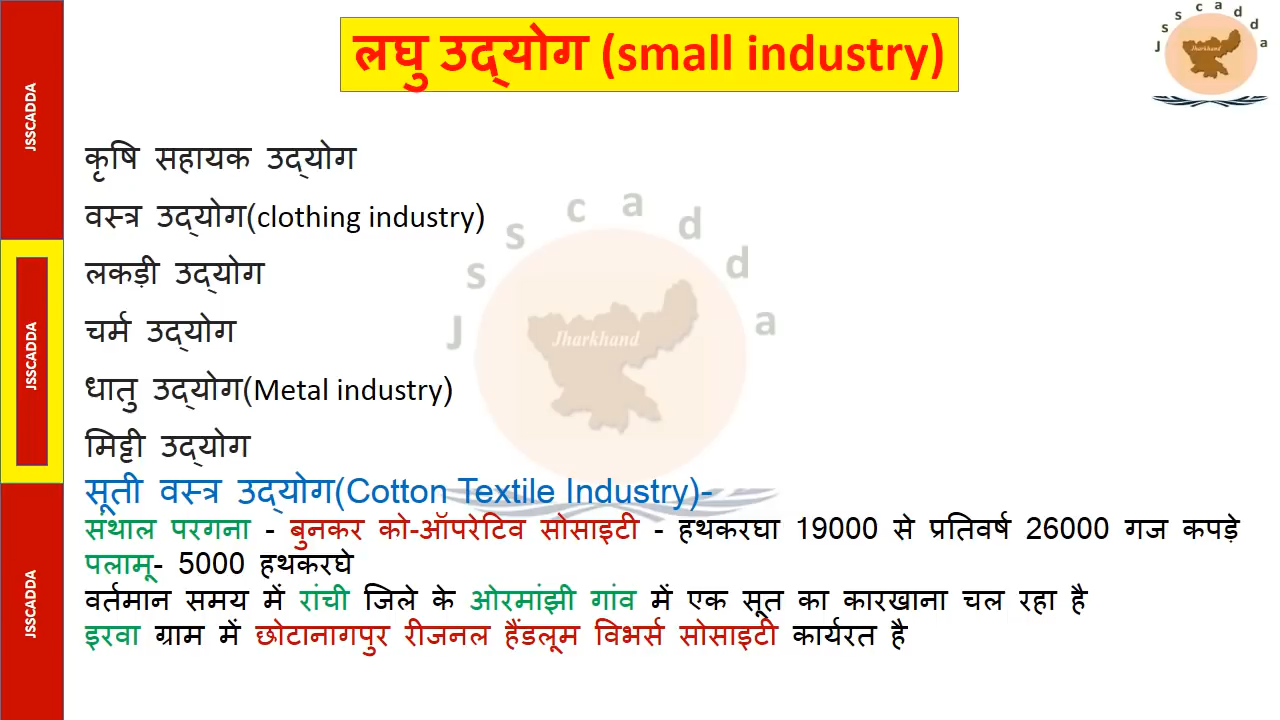 लघु उद्योग (small industry)
Jsscadda
Jharkhand
JSSCADDA
JSSCADDA
JSSCADDA
कृषि सहायक उद्योग
वस्त्र उद्योग(clothing industry)
लकड़ी उद्योग
चर्म उद्योग
धातु उद्योग(Metal industry)
मिट्टी उद्योग
Jsscadda
Jharkhand
सूती वस्त्र उद्योग(Cotton Textile Industry)-
संथाल परगना - बुनकर को-ऑपरेटिव सोसाइटी - हथकरघा 19000 से प्रतिवर्ष 26000 गज कपड़े
पलामू- 5000 हथकरघे
वर्तमान समय में रांची जिले के ओरमांझी गांव में एक सूत का कारखाना चल रहा है
इरवा ग्राम में छोटानागपुर रीजनल हैंडलूम विभर्स सोसाइटी कार्यरत है